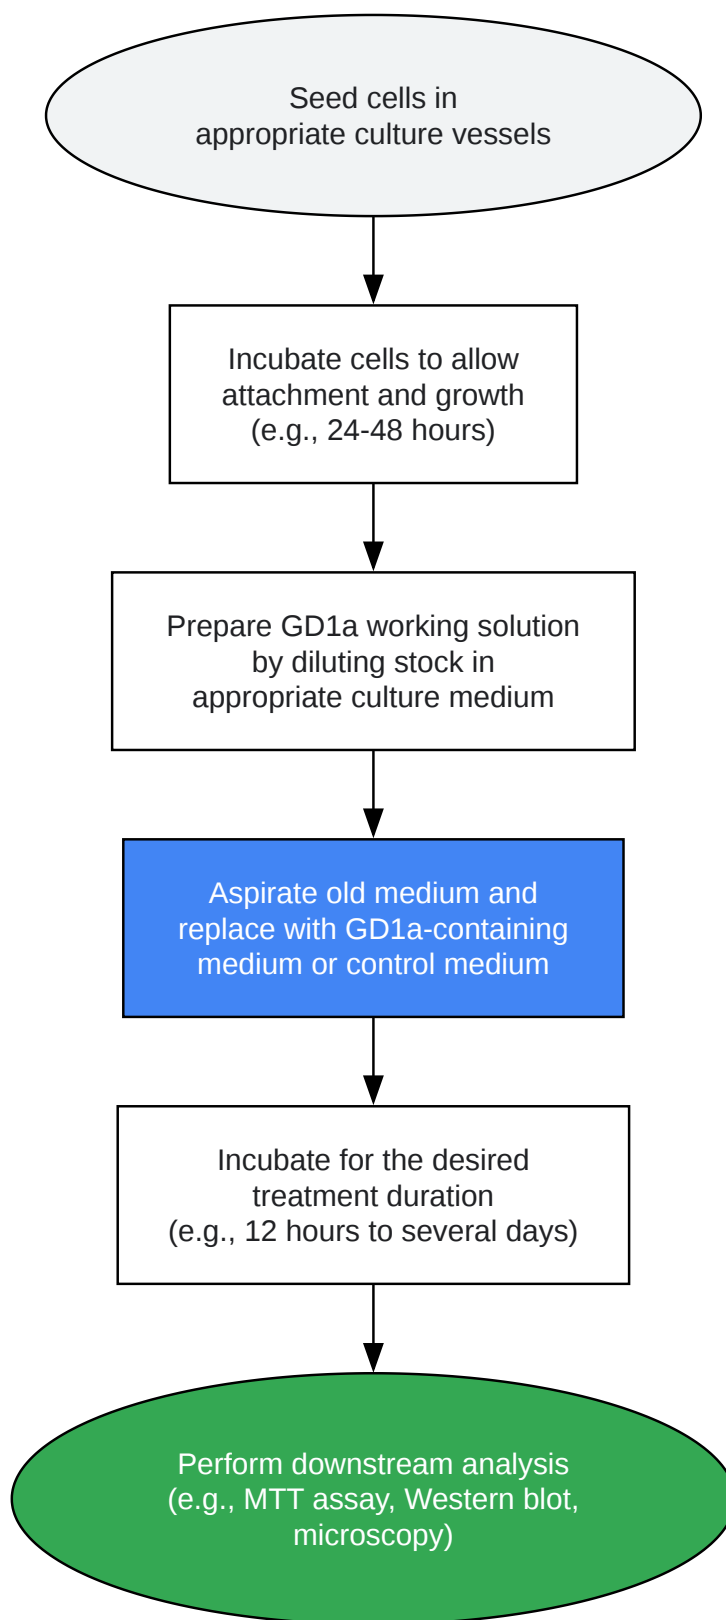 Seed cells in
appropriate culture vessels
Incubate cells to allow
attachment and growth
(e.g., 24-48 hours)
Prepare GD1a working solution
by diluting stock in
appropriate culture medium
Aspirate old medium and
replace with GD1a-containing
medium or control medium
Incubate for the desired
treatment duration
(e.g., 12 hours to several days)
Perform downstream analysis
(e.g., MTT assay, Western blot,
microscopy)